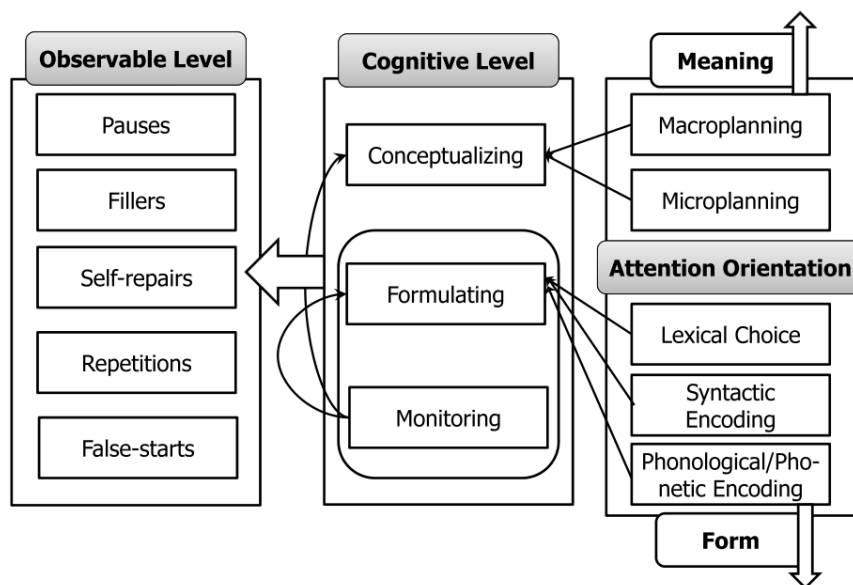 Observable Level
Pauses
Fillers
Self-repairs
Repetitions
False-starts
Cognitive Level
Conceptualizing
Formulating
Monitoring
Meaning
Macroplanning
Microplanning
Attention Orientation
Lexical Choice
Syntactic
Encoding
Phonological/Pho-
netic Encoding
Form